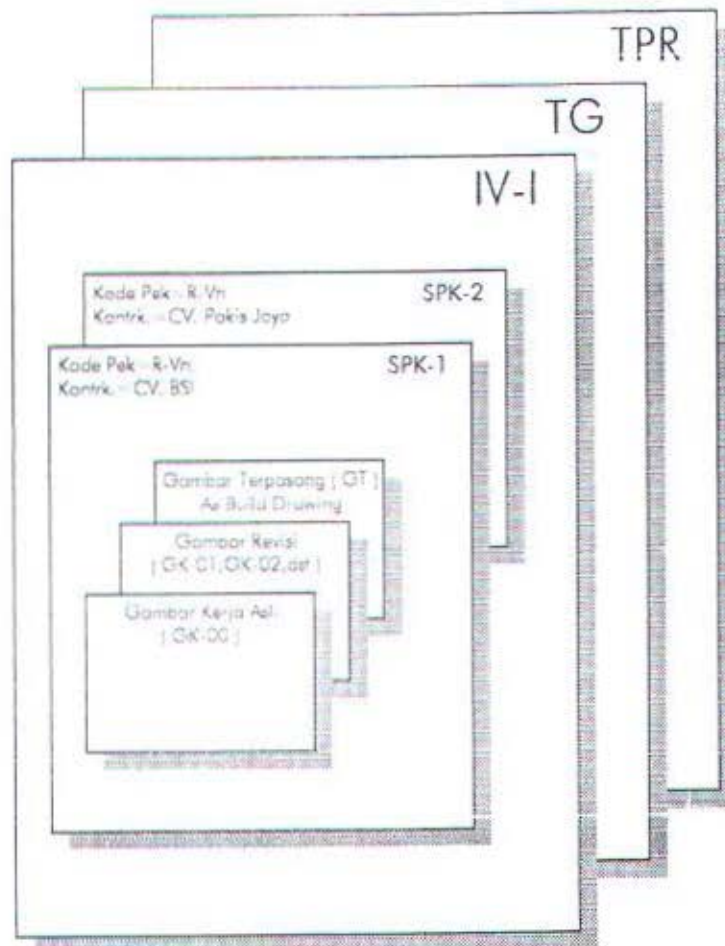 TPR
TG
IV-I
Kode Pek - R-Vn
Kontrk. - CV. Pakis Jaya
SPK-2
Kode Pek - R-Vn
Kontrk. - CV. BSI
SPK-1
Gambar Terpasang ( GT )
As Build Drawing
Gambar Revisi
( GK-01,GK-02,dst )
Gambar Kerja Asli
( GK-00 )